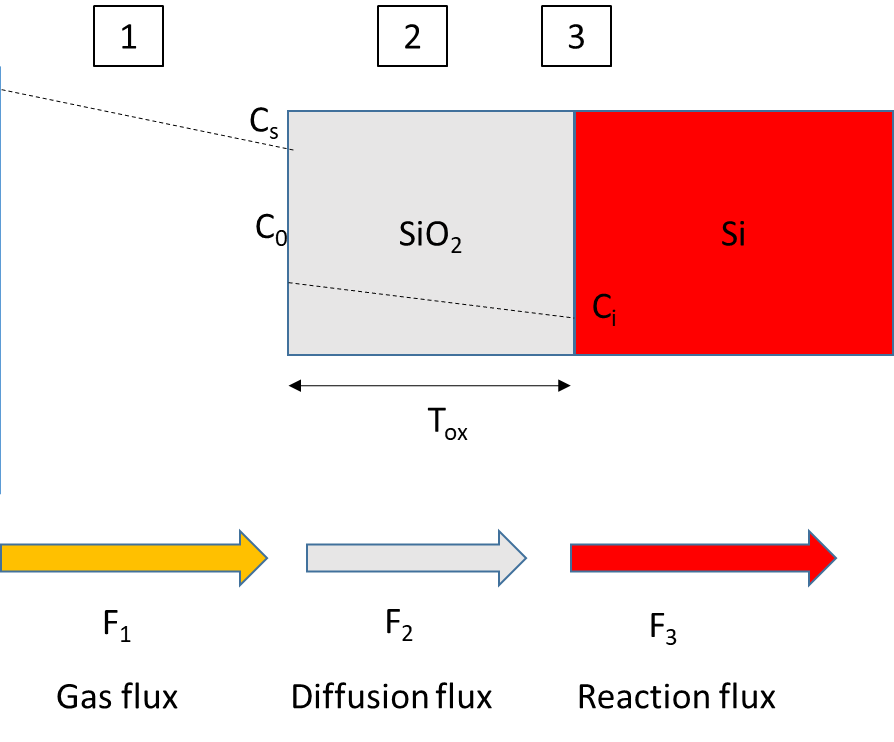 1 2 3
Cs
C0
SiO2
Si
Ci
Tox
F1 F2 F3
Gas flux Diffusion flux Reaction flux